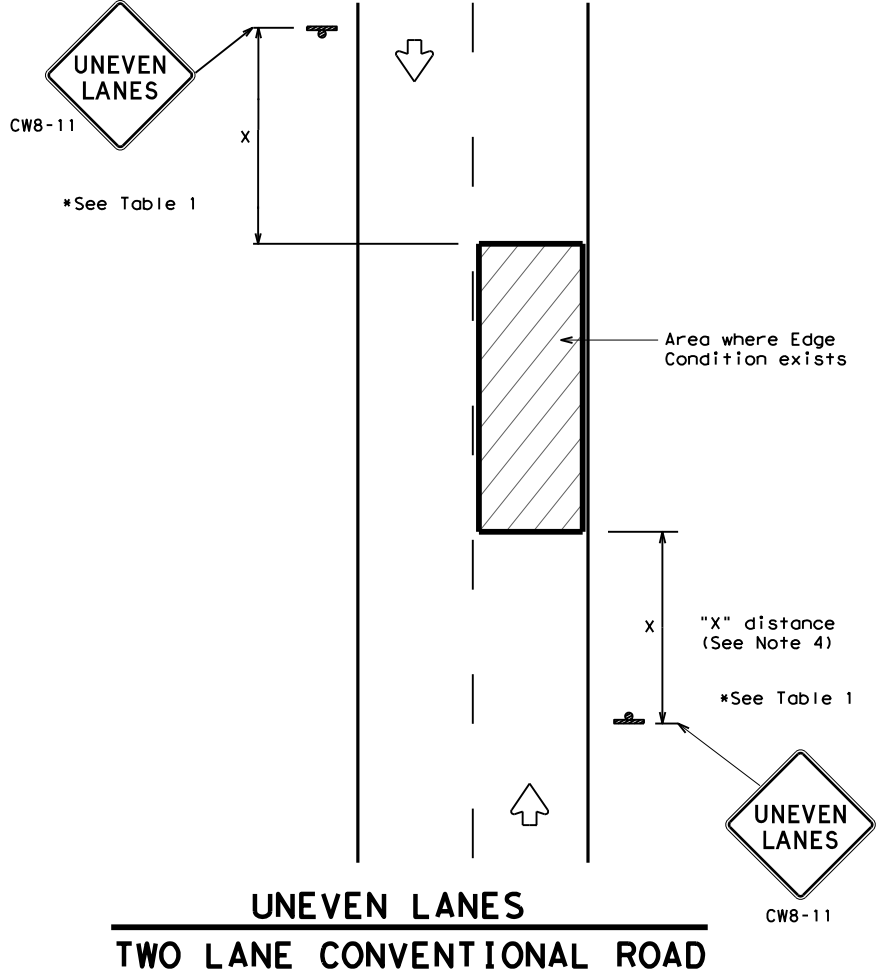 UNEVEN
LANES
CW8-11
X
*See Table 1
Area where Edge
Condition exists
X
"X" distance
(See Note 4)
*See Table 1
UNEVEN
LANES
CW8-11
UNEVEN LANES
TWO LANE CONVENTIONAL ROAD